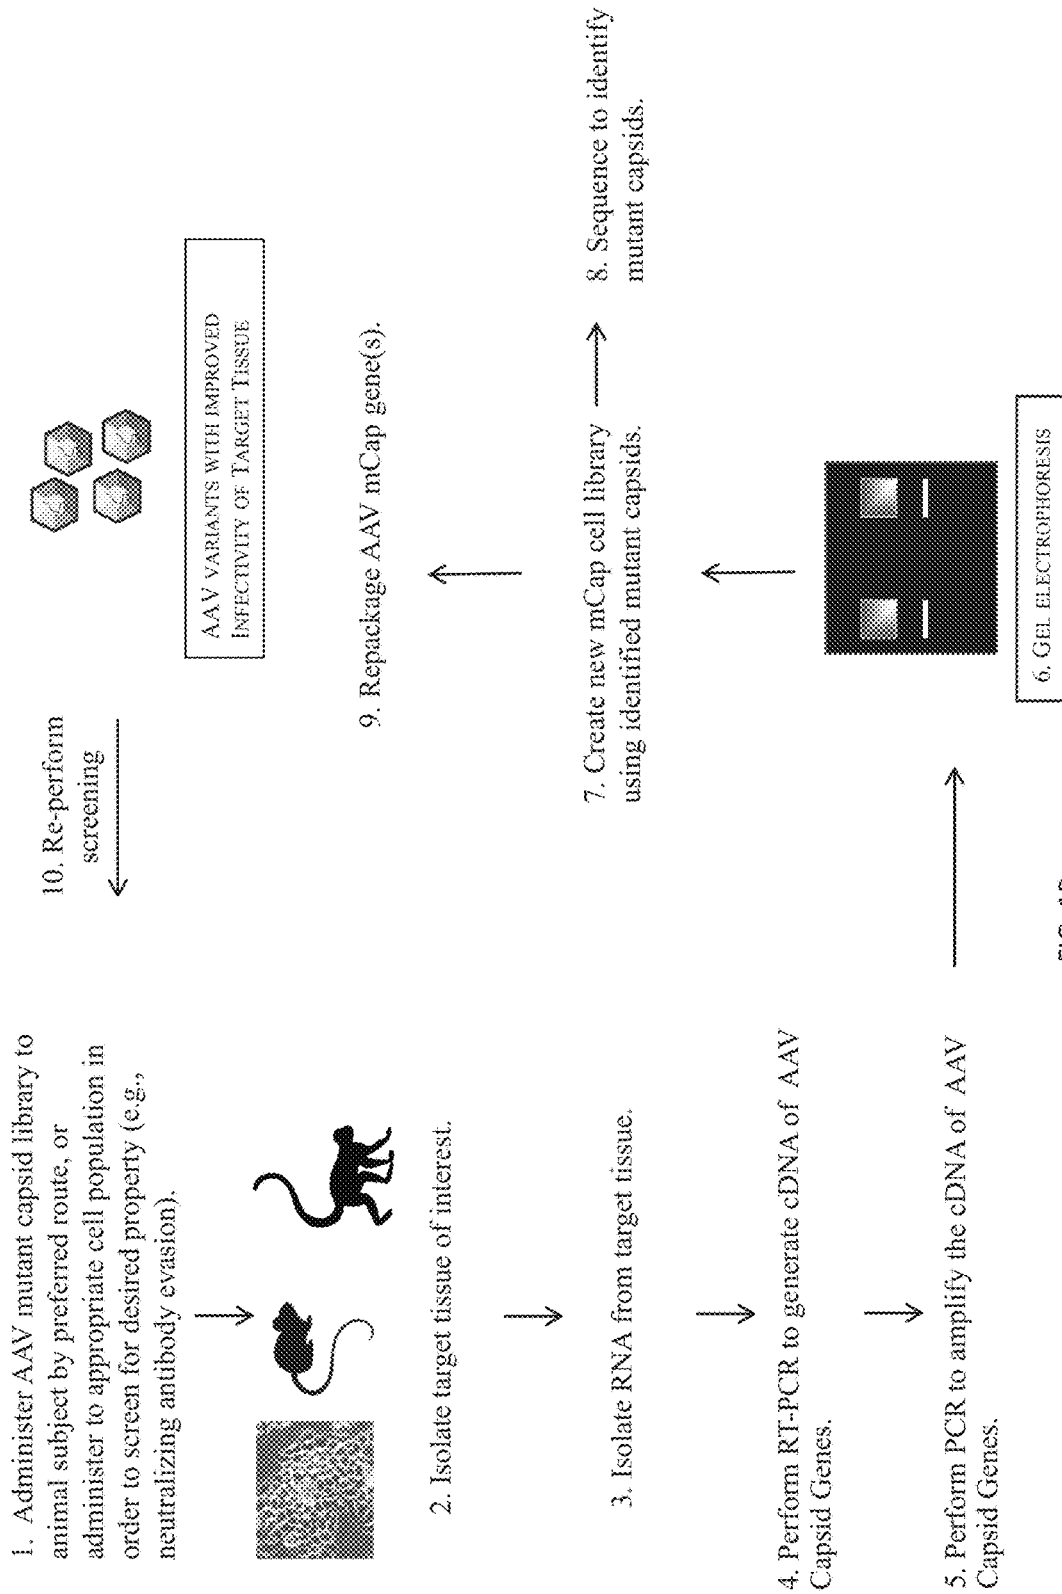 1. Administer AAV mutant capsid library to
animal subject by preferred route, or
administer to appropriate cell population in
order to screen for desired property (e.g.,
neutralizing antibody evasion).
2. Isolate target tissue of interest.
3. Isolate RNA from target tissue.
4. Perform RT-PCR to generate cDNA of AAV
Capsid Genes.
5. Perform PCR to amplify the cDNA of AAV
Capsid Genes.
6. GEL ELECTROPHORESIS
7. Create new mCap cell library
using identified mutant capsids.
8. Sequence to identify
mutant capsids.
9. Repackage AAV mCap gene(s).
AAV VARIANTS WITH IMPROVED
INFECTIVITY OF TARGET TISSUE
10. Re-perform
screening